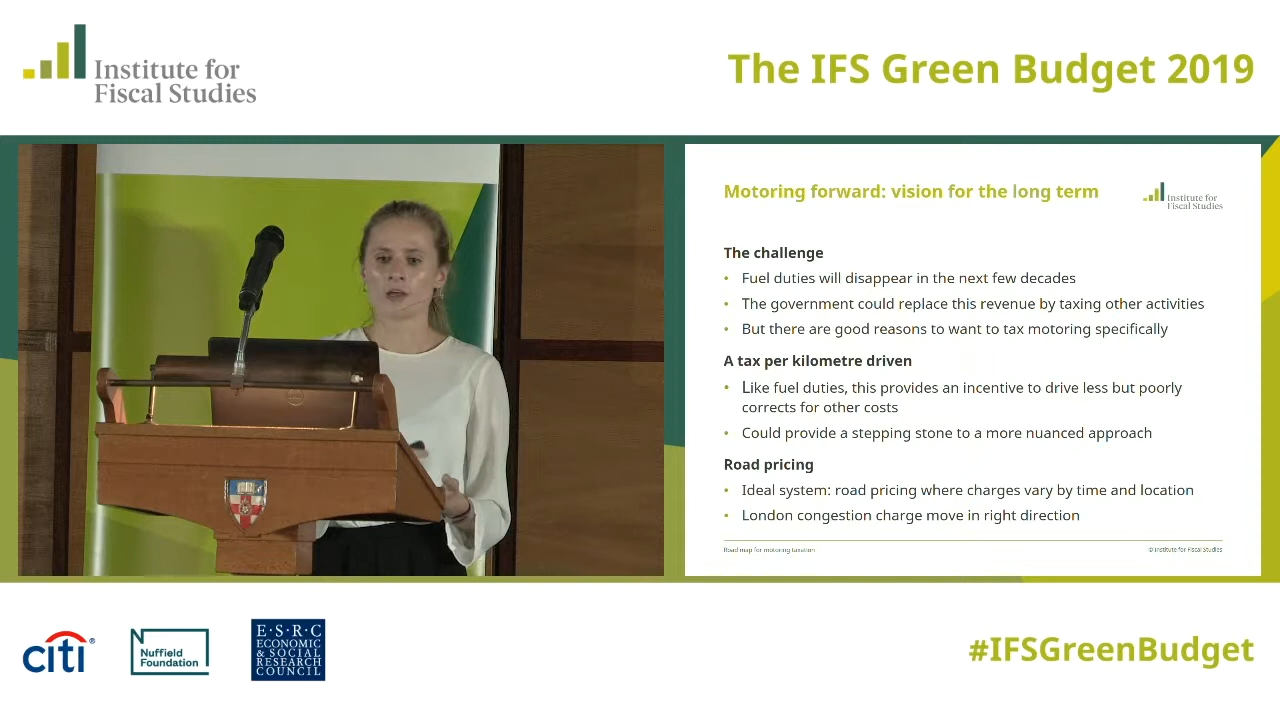 Institute for
Fiscal Studies
The IFS Green Budget 2019
Motoring forward: vision for the long term
Institute for
Fiscal Studies
The challenge
• Fuel duties will disappear in the next few decades
• The government could replace this revenue by taxing other activities
• But there are good reasons to want to tax motoring specifically
A tax per kilometre driven
• Like fuel duties, this provides an incentive to drive less but poorly
corrects for other costs
• Could provide a stepping stone to a more nuanced approach
Road pricing
• Ideal system: road pricing where charges vary by time and location
• London congestion charge move in right direction
Road map for motoring taxation
© Institute for Fiscal Studies
citi®
Nuffield
Foundation
E·S·R·C
ECONOMIC
& SOCIAL
RESEARCH
COUNCIL
#IFSGreenBudget